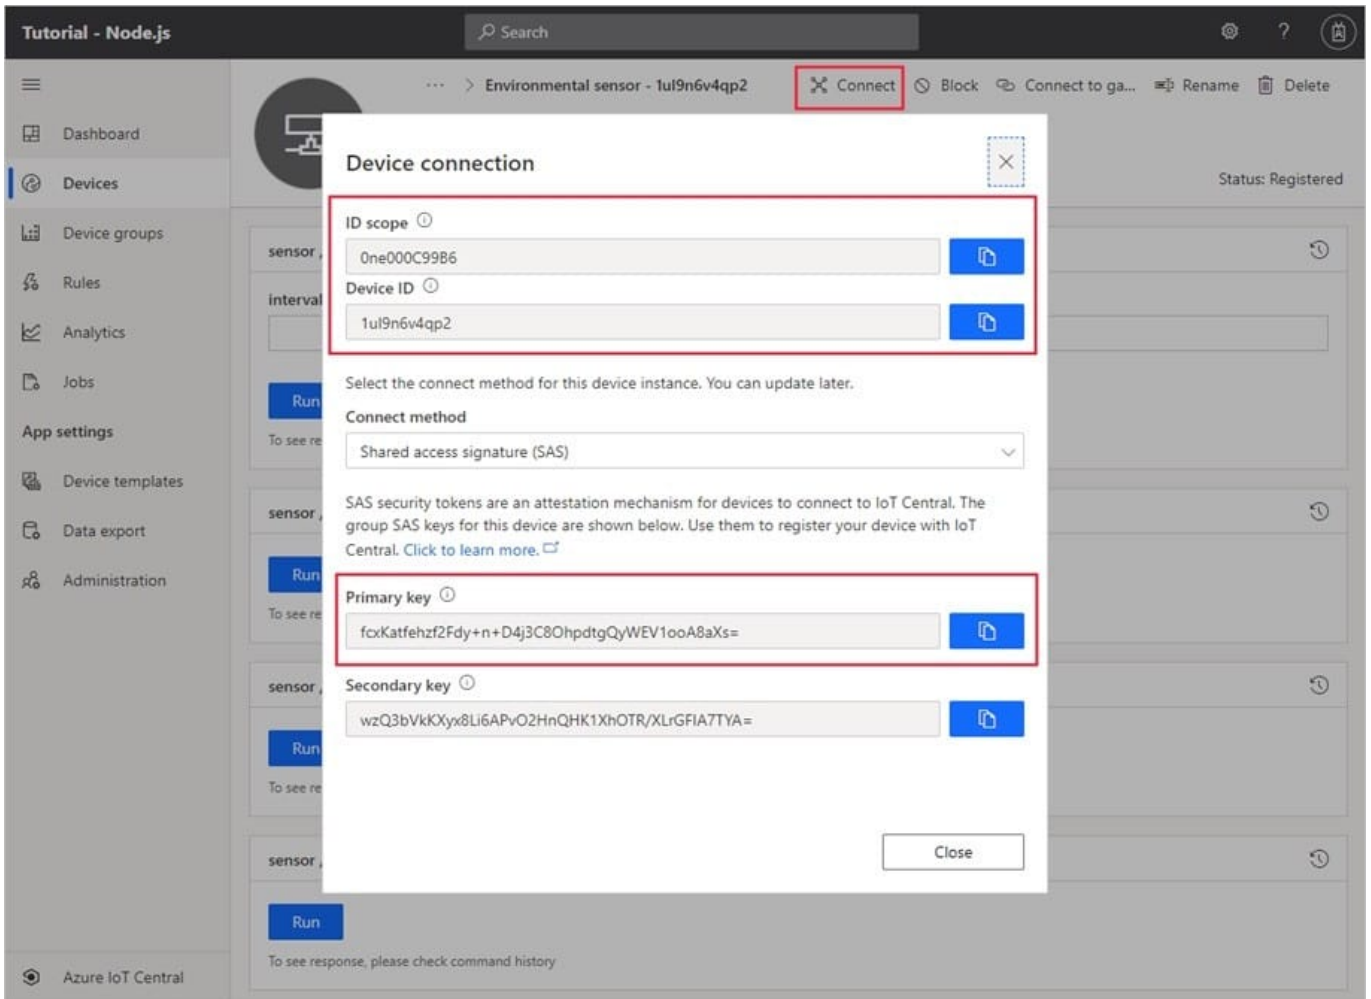 Tutorial - Node.js
Search
?
Dashboard
Devices
Device groups
Rules
Analytics
Jobs
App settings
Device templates
Data export
Administration
Azure IoT Central
··· > Environmental sensor - 1ul9n6v4qp2
Connect
Block
Connect to ga...
Rename
Delete
Status: Registered
Device connection
ID scope
0ne000C99B6
Device ID
1ul9n6v4qp2
Select the connect method for this device instance. You can update later.
Connect method
Shared access signature (SAS)
SAS security tokens are an attestation mechanism for devices to connect to IoT Central. The
group SAS keys for this device are shown below. Use them to register your device with IoT
Central. Click to learn more.
Primary key
fcxKatfehzf2Fdy+n+D4j3C8OhpdtgQyWEV1ooA8aXs=
Secondary key
wzQ3bVkKXyx8Li6APvO2HnQHK1XhOTR/XLrGFIA7TYA=
Close
sensor /
interval
Run
To see re
sensor /
Run
To see re
sensor /
Run
To see re
sensor /
Run
To see response, please check command history